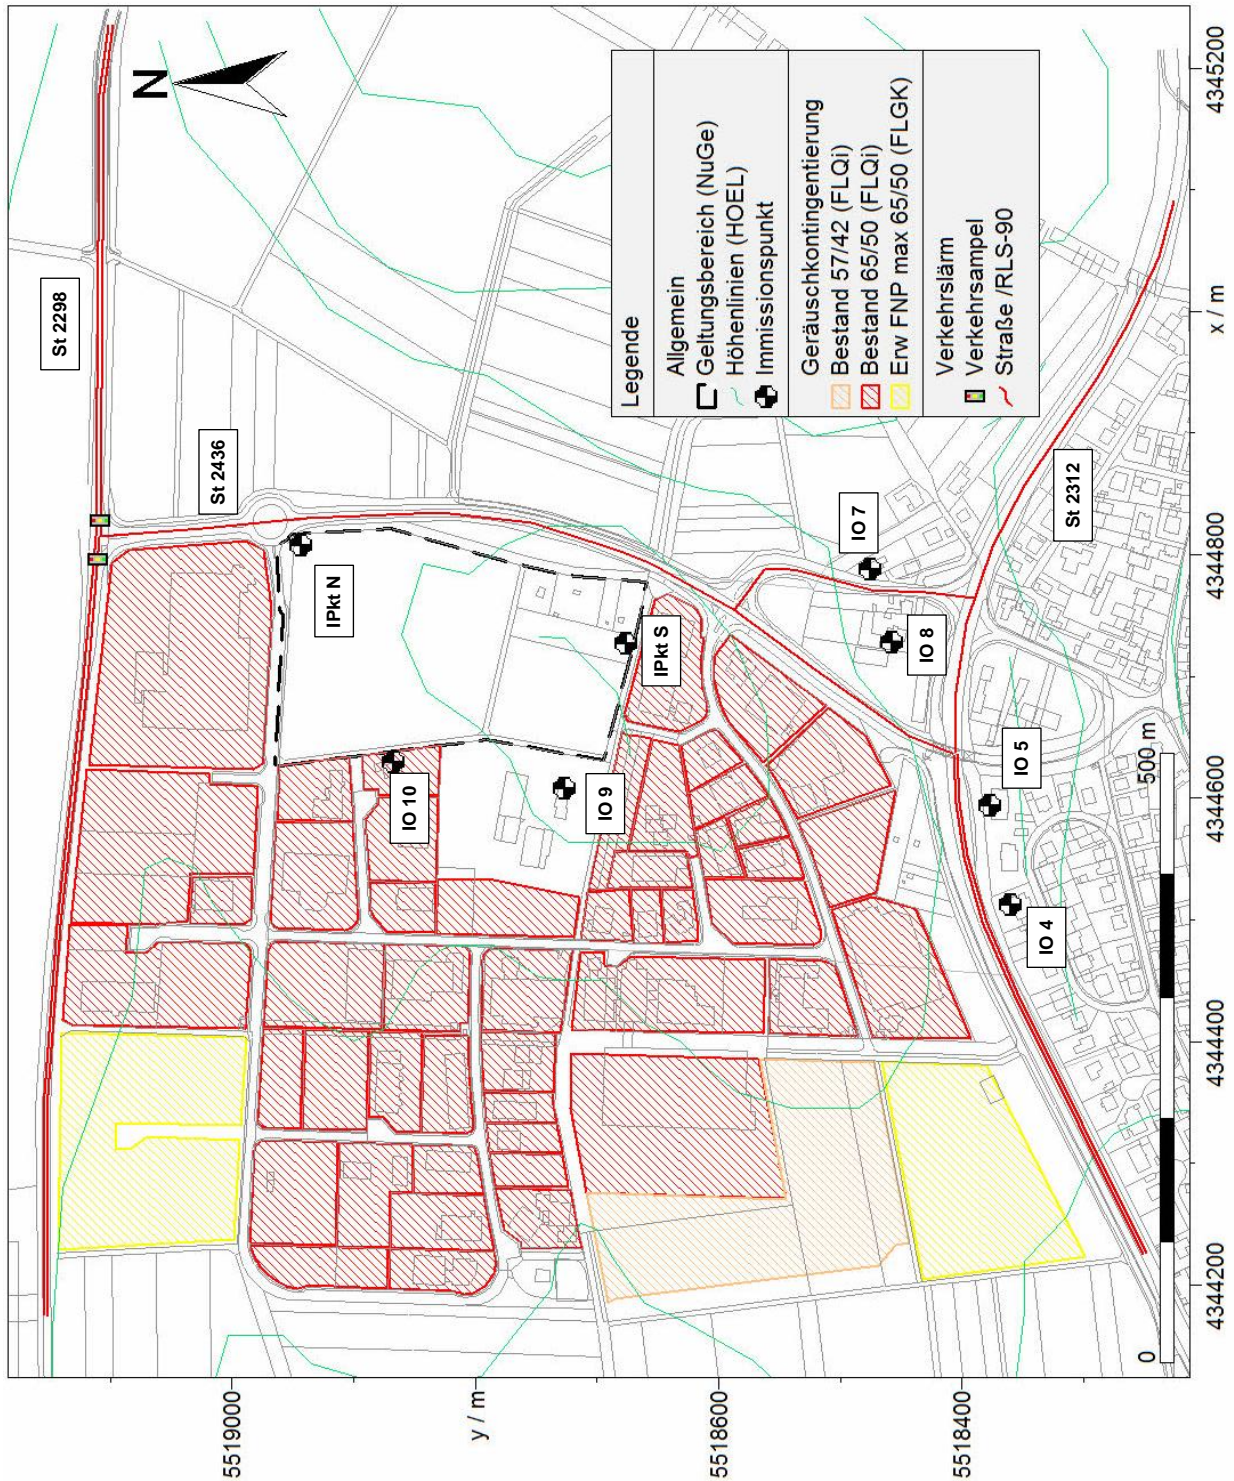 N
St 2298
St 2436
IPkt N
IPkt S
IO 10
IO 9
IO 7
IO 8
IO 5
IO 4
St 2312
Legende
Allgemein
Geltungsbereich (NuGe)
Höhenlinien (HOEL)
Immissionspunkt
Geräuschkontingentierung
Bestand 57/42 (FLQi)
Bestand 65/50 (FLQi)
Erw FNP max 65/50 (FLGK)
Verkehrslärm
Verkehrsampel
Straße /RLS-90
0
500 m
5519000
y / m
5518600
5518400
4344200
4344400
4344600
4344800
x / m
4345200